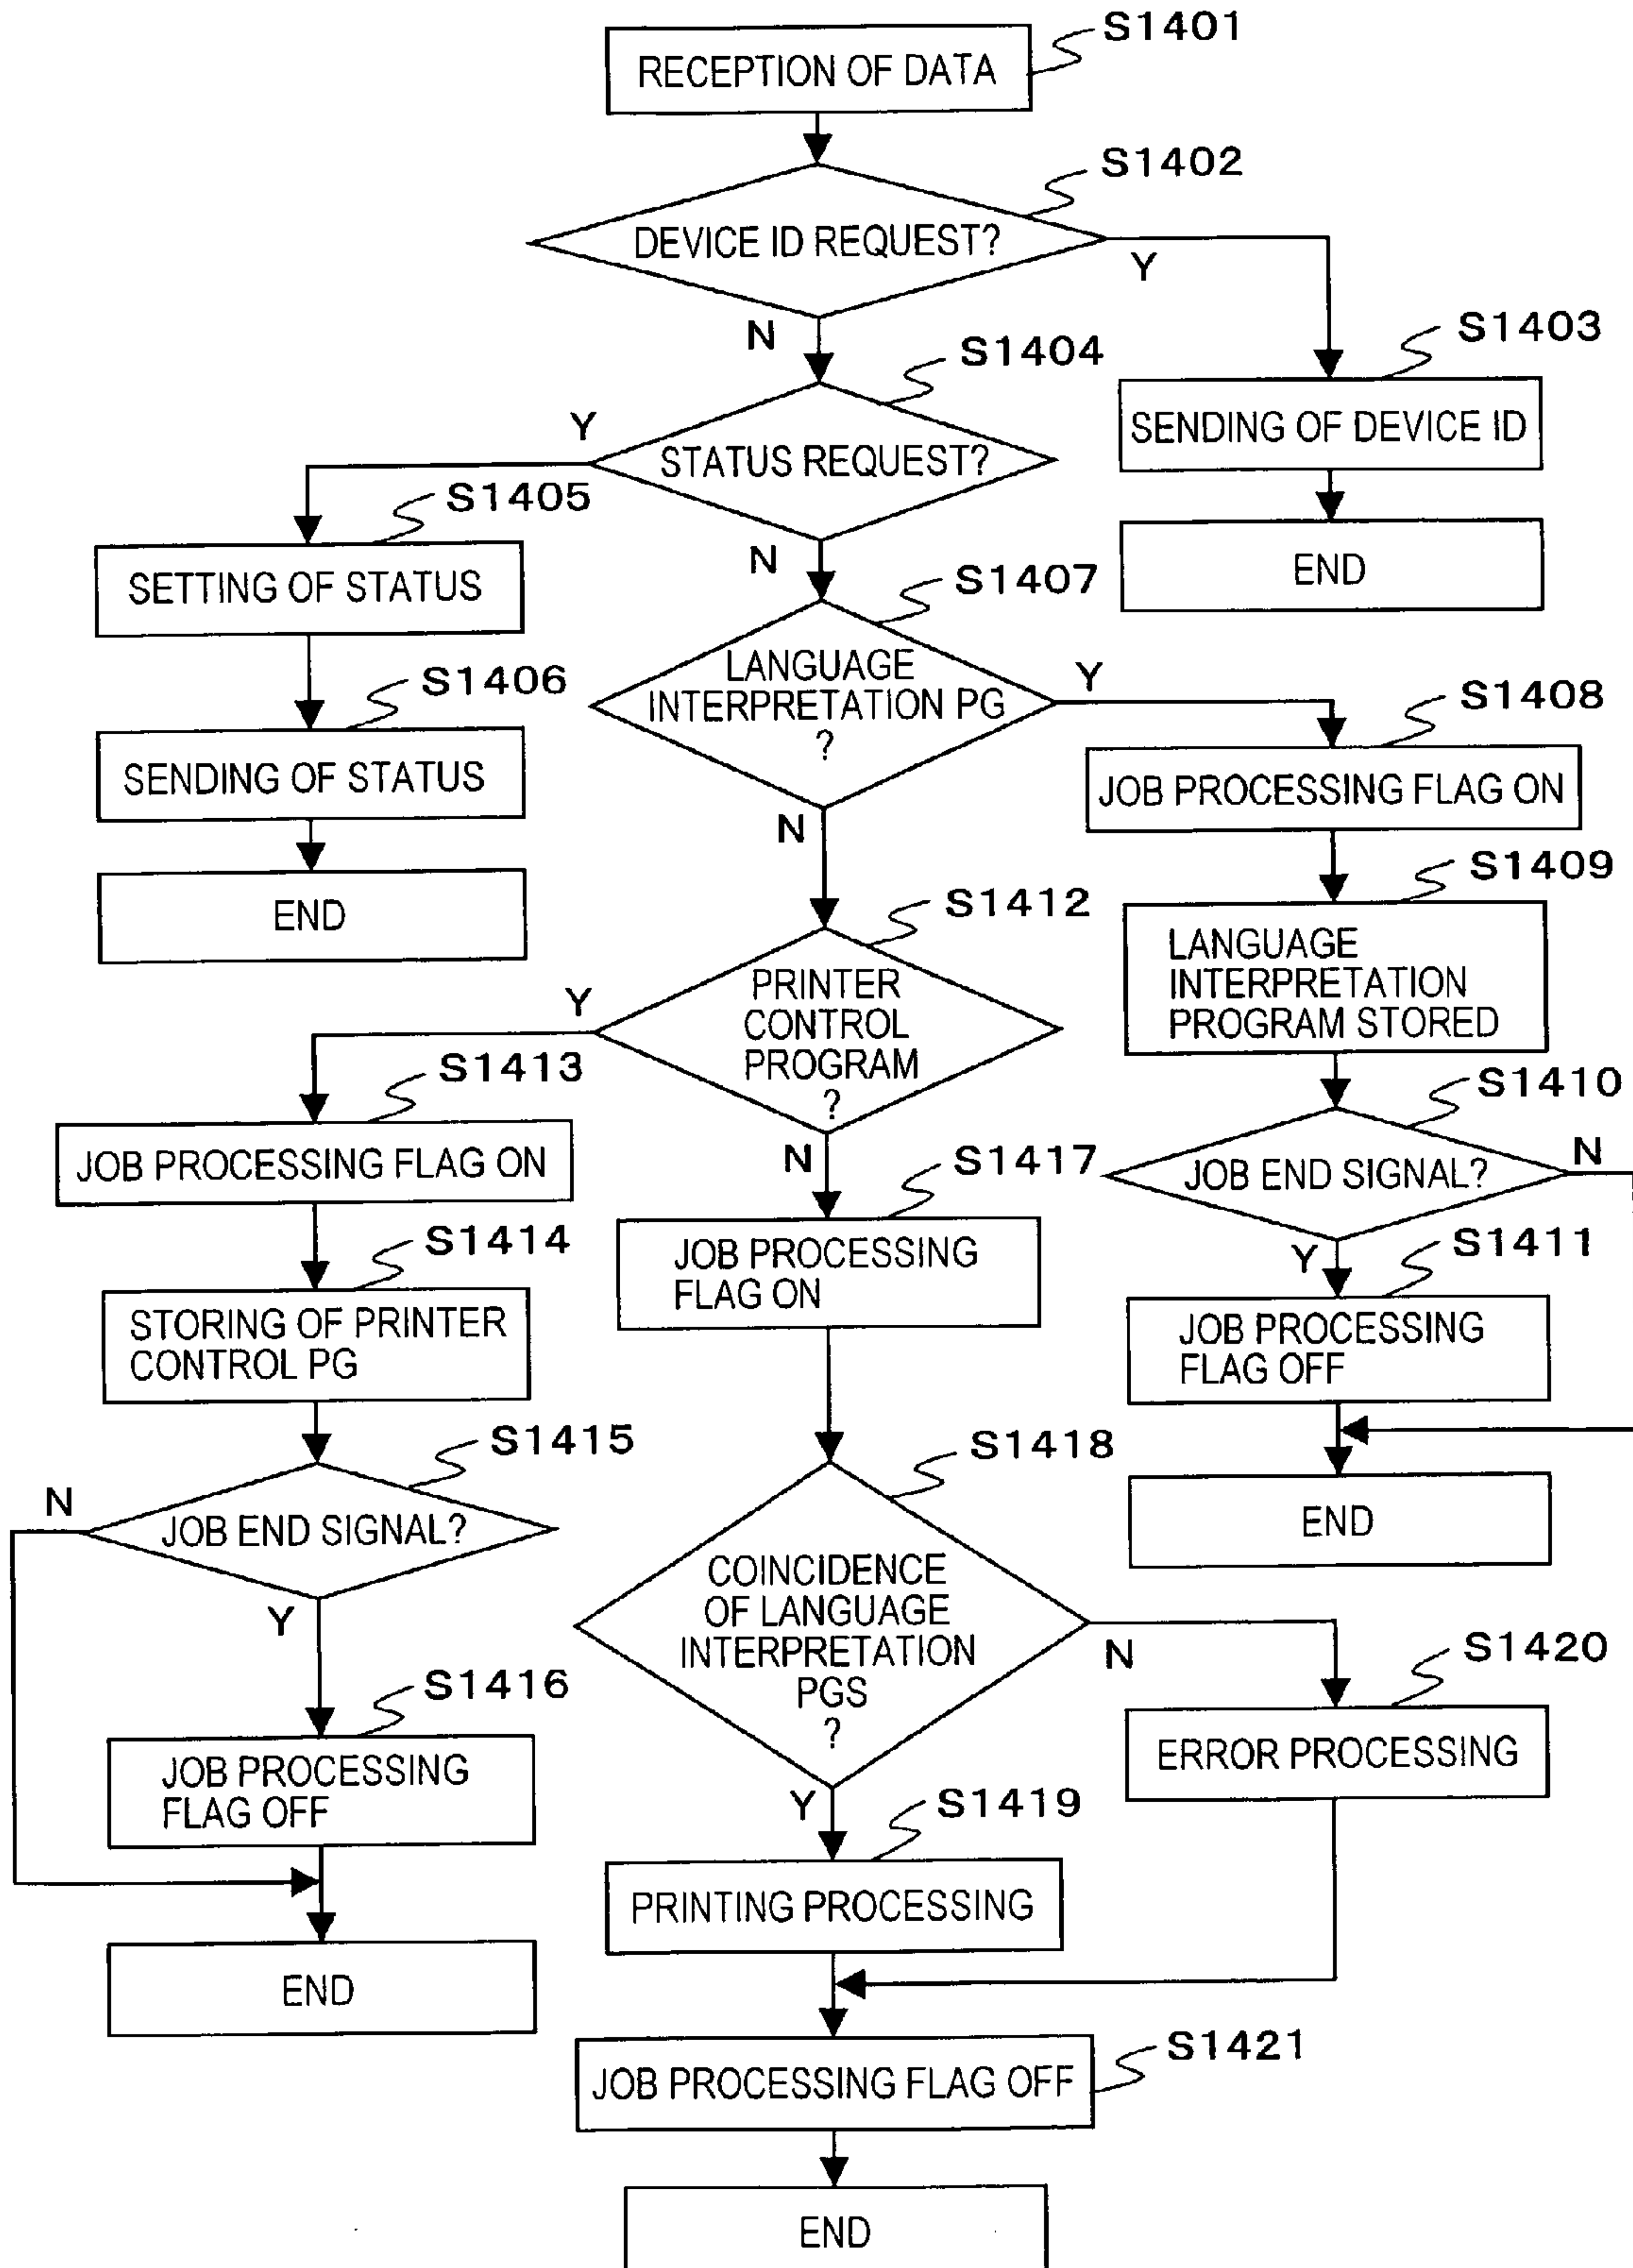 S1401
RECEPTION OF DATA
S1402
DEVICE ID REQUEST?
Y
N
S1403
SENDING OF DEVICE ID
END
S1404
Y
STATUS REQUEST?
N
S1405
SETTING OF STATUS
S1406
SENDING OF STATUS
END
S1407
LANGUAGE
INTERPRETATION PG
?
Y
N
S1408
JOB PROCESSING FLAG ON
S1409
LANGUAGE
INTERPRETATION
PROGRAM STORED
S1410
JOB END SIGNAL?
N
Y
S1411
JOB PROCESSING
FLAG OFF
END
S1412
PRINTER
CONTROL
PROGRAM
?
Y
N
S1413
JOB PROCESSING FLAG ON
S1414
STORING OF PRINTER
CONTROL PG
S1415
N
JOB END SIGNAL?
Y
S1416
JOB PROCESSING
FLAG OFF
END
S1417
JOB PROCESSING
FLAG ON
S1418
COINCIDENCE
OF LANGUAGE
INTERPRETATION
PGS
?
N
Y
S1420
ERROR PROCESSING
S1419
PRINTING PROCESSING
S1421
JOB PROCESSING FLAG OFF
END